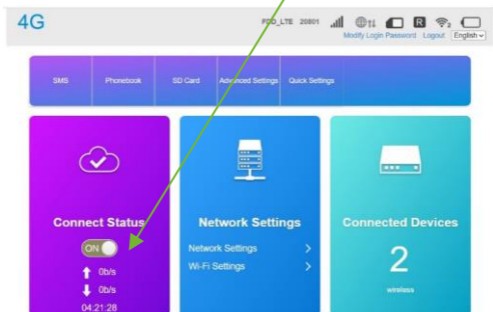 4G
FDD_LTE 20801
R 2
Modify Login Password Logout English
SMS Phonebook SD Card Advanced Settings Quick Settings
Connect Status
ON
0b/s
0b/s
04:21:28
Network Settings
Network Settings >
Wi-Fi Settings >
Connected Devices
2
wireless